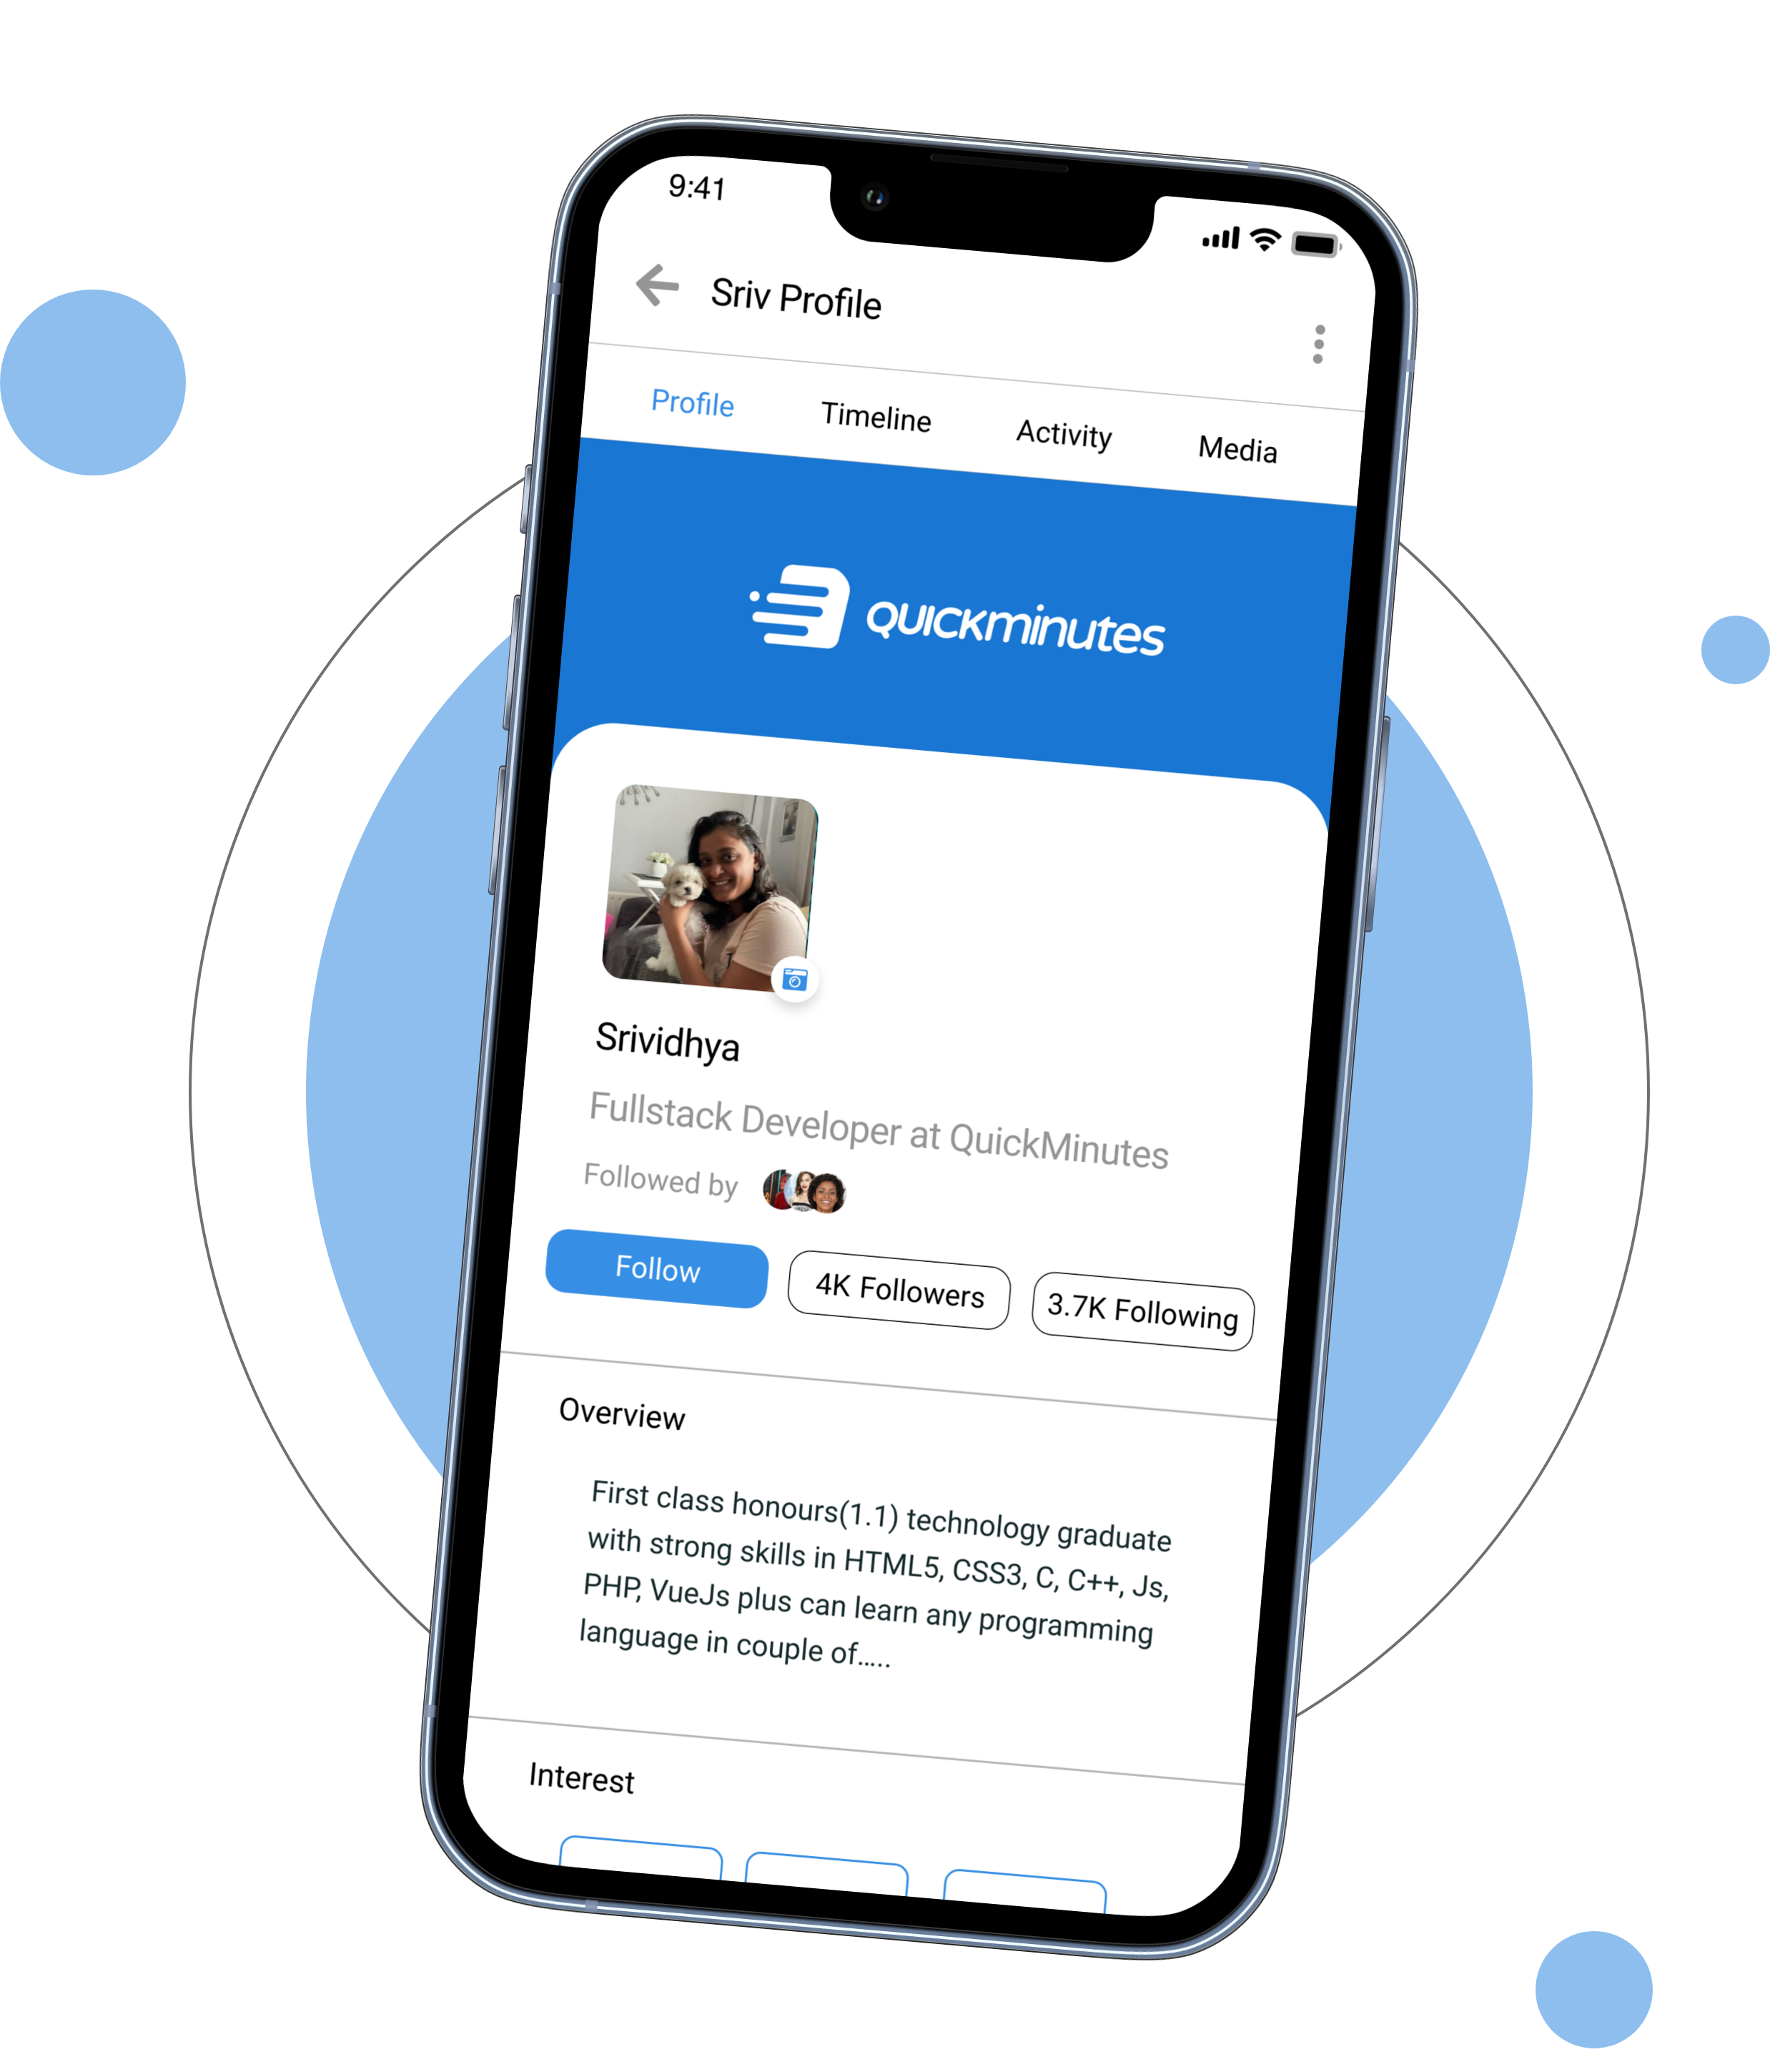 9:41
Sriv Profile
Profile Timeline Activity Media
quickminutes
Srividhya
Fullstack Developer at QuickMinutes
Followed by
Follow 4K Followers 3.7K Following
Overview
First class honours(1.1) technology graduate
with strong skills in HTML5, CSS3, C, C++, Js,
PHP, VueJs plus can learn any programming
language in couple of.....
Interest